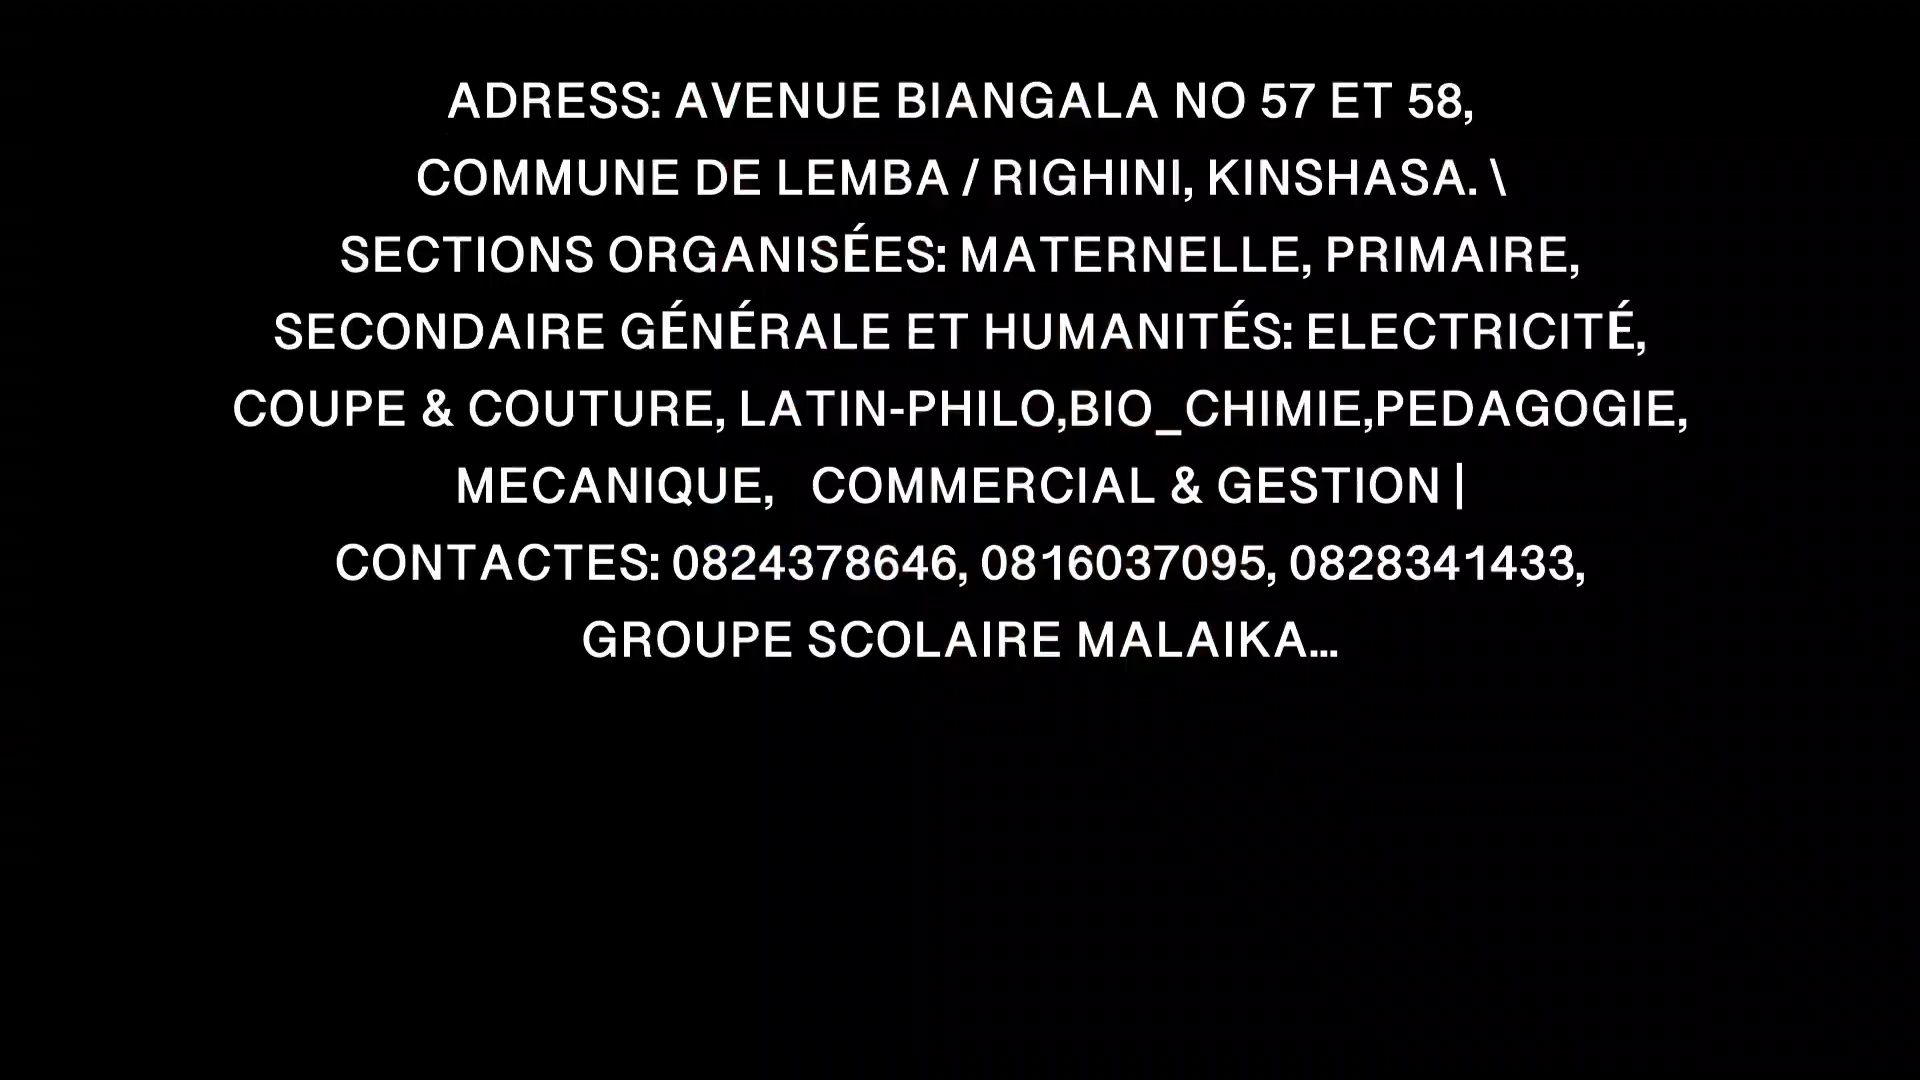 ADRESS: AVENUE BIANGALA NO 57 ET 58,
COMMUNE DE LEMBA / RIGHINI, KINSHASA. \
SECTIONS ORGANISÉES: MATERNELLE, PRIMAIRE,
SECONDAIRE GÉNÉRALE ET HUMANITÉS: ELECTRICITÉ,
COUPE & COUTURE, LATIN-PHILO,BIO_CHIMIE,PEDAGOGIE,
MECANIQUE,   COMMERCIAL & GESTION |
CONTACTES: 0824378646, 0816037095, 0828341433,
GROUPE SCOLAIRE MALAIKA...